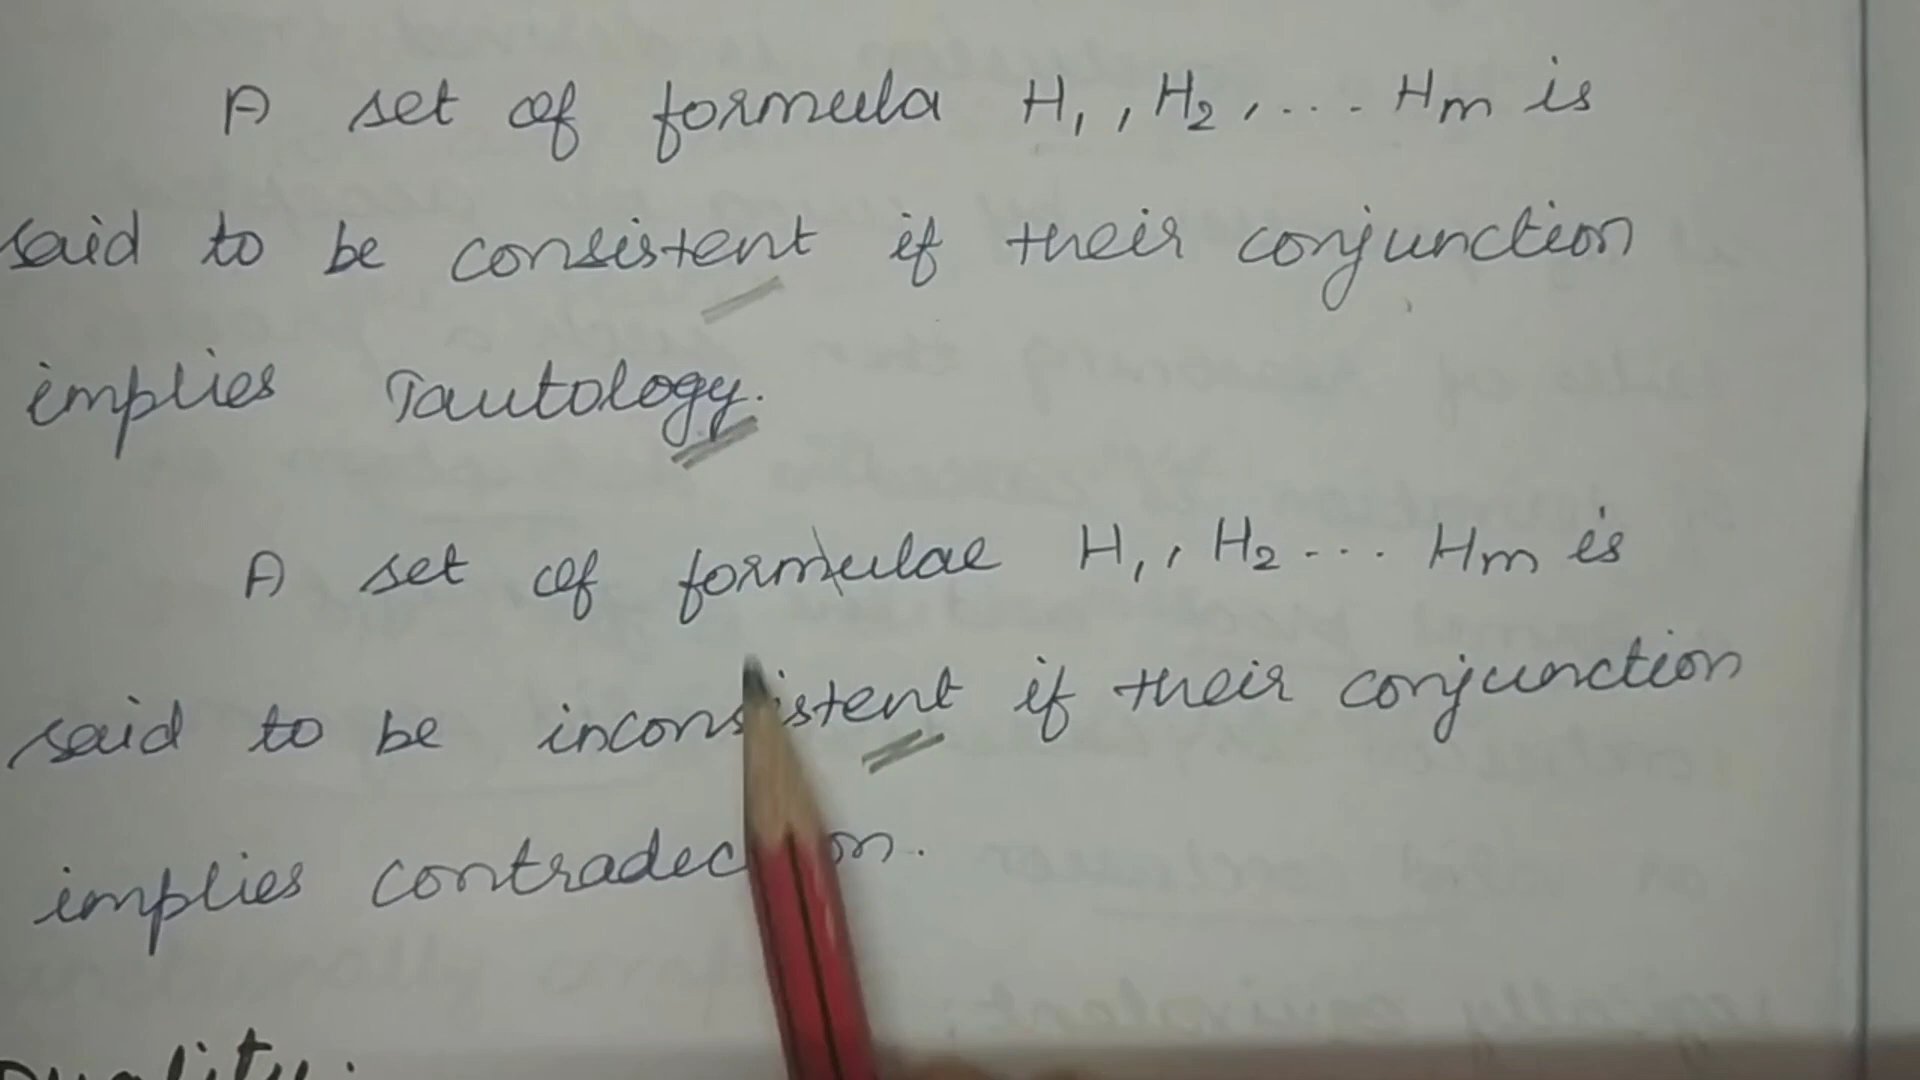 A set of formula H₁, H₂, .... Hm is
said to be consistent if their conjunction
implies Tautology.
A set of formulae H₁, H₂ ... Hm is
said to be inconsistent if their conjunction
implies